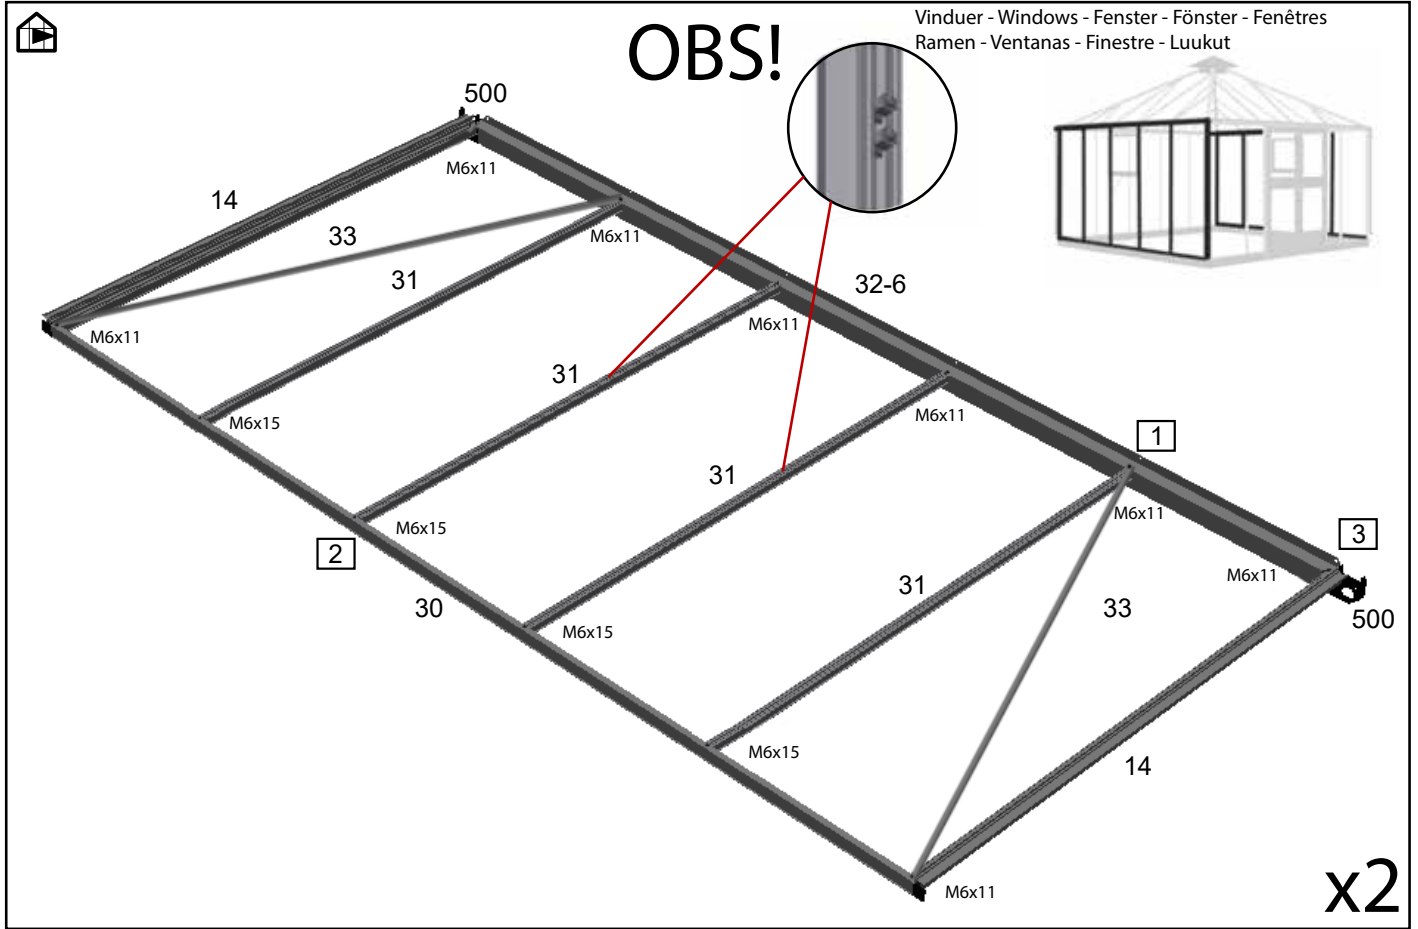 OBS!
Vinduer - Windows - Fenster - Fönster - Fenêtres
Ramen - Ventanas - Finestre - Luukut
500
M6x11
14
33
M6x11
31
32-6
M6x11
M6x11
31
M6x11
M6x15
1
31
M6x11
M6x15
2
3
M6x11
31
33
30
500
M6x15
M6x15
14
M6x11
x2